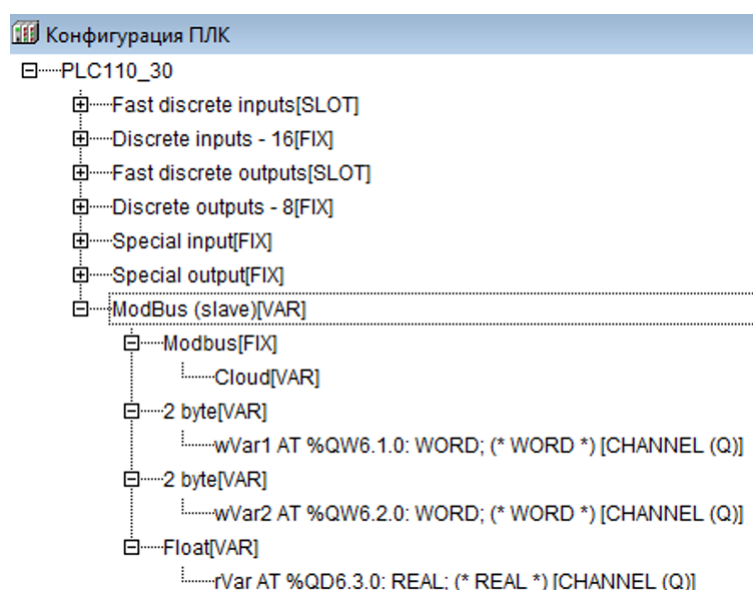 Конфигурация ПЛК
PLC110_30
Fast discrete inputs[SLOT]
Discrete inputs - 16[FIX]
Fast discrete outputs[SLOT]
Discrete outputs - 8[FIX]
Special input[FIX]
Special output[FIX]
ModBus (slave)[VAR]
Modbus[FIX]
Cloud[VAR]
2 byte[VAR]
wVar1 AT %QW6.1.0: WORD; (* WORD *) [CHANNEL (Q)]
2 byte[VAR]
wVar2 AT %QW6.2.0: WORD; (* WORD *) [CHANNEL (Q)]
Float[VAR]
rVar AT %QD6.3.0: REAL; (* REAL *) [CHANNEL (Q)]